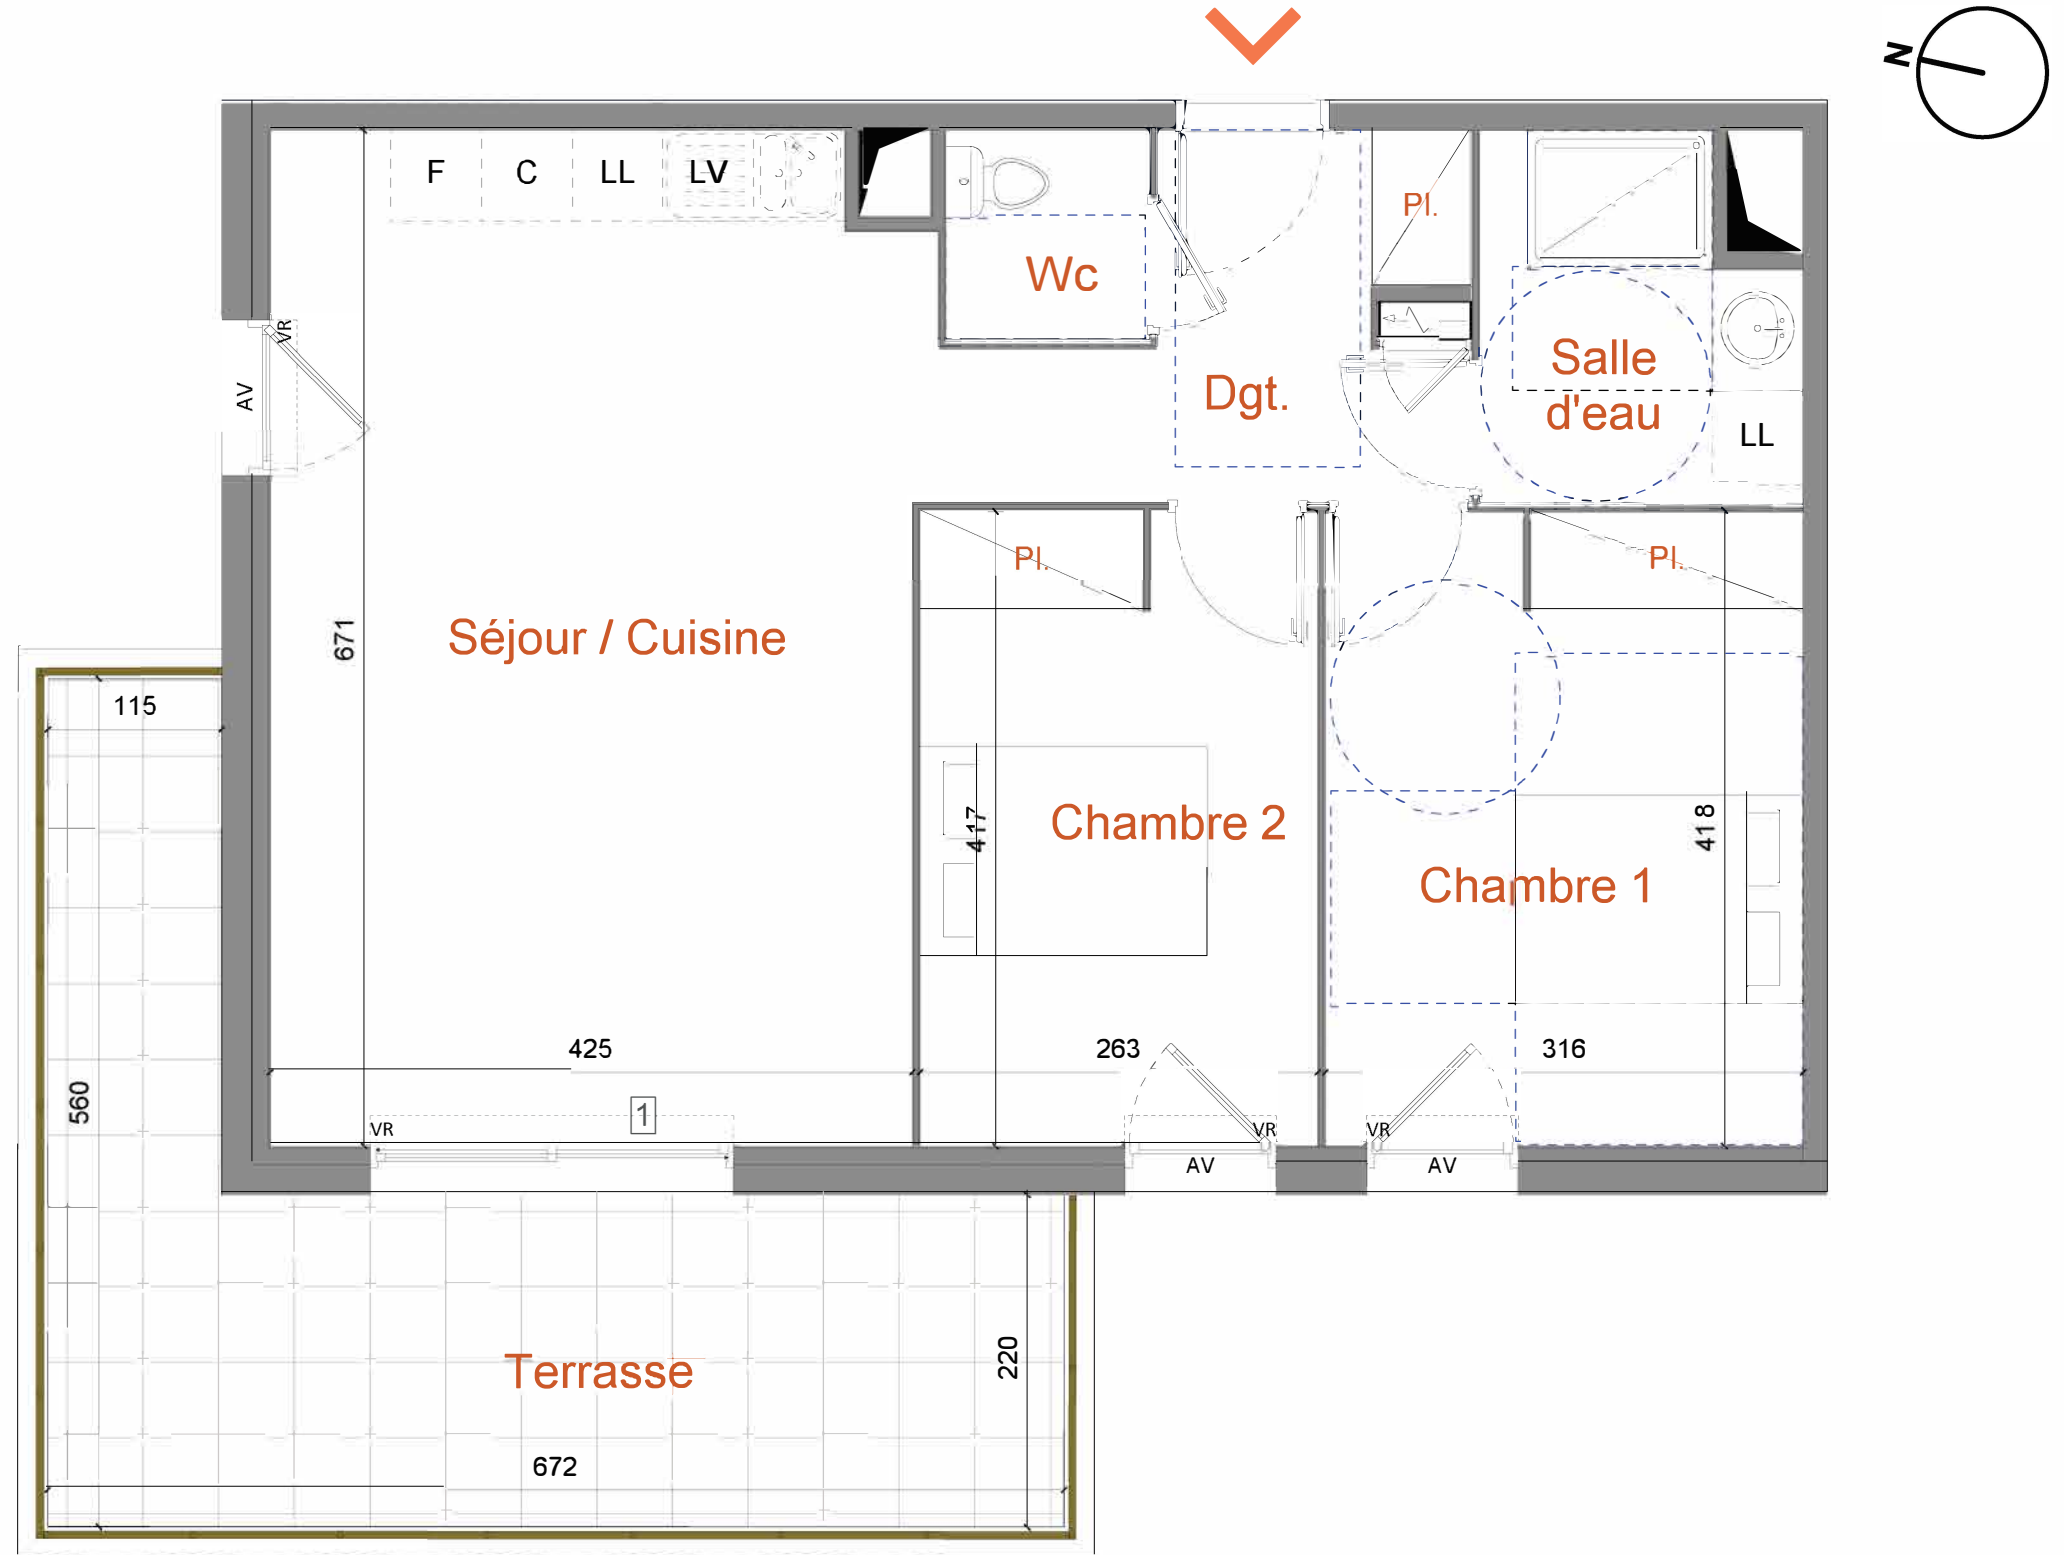 N
F
C
LL
LV
Pl.
Wc
VR
AV
Dgt.
Salle
d'eau
LL
Pl.
Pl.
671
Séjour / Cuisine
115
417
Chambre 2
418
Chambre 1
425
263
316
560
1
VR
VR
VR
AV
AV
220
Terrasse
672